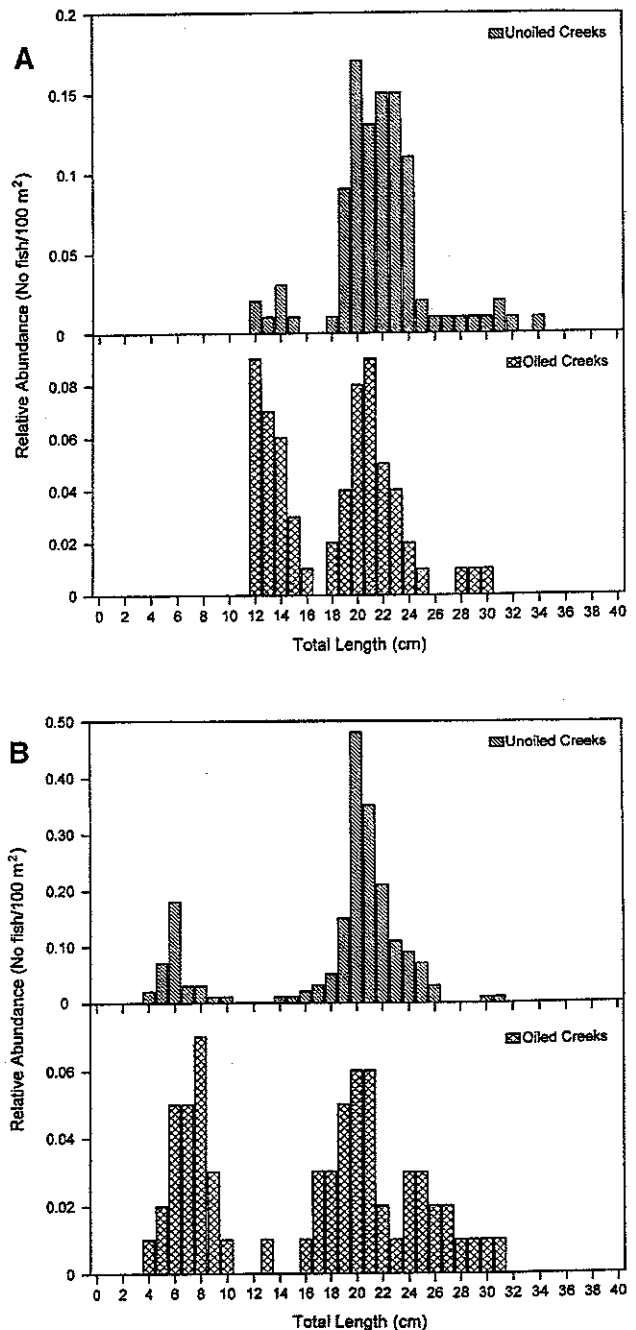 A
Unoiled Creeks
0.2
0.15
0.1
0.05
0
Oiled Creeks
0.08
0.06
0.04
0.02
0
Relative Abundance (No fish/100 m²)
0 2 4 6 8 10 12 14 16 18 20 22 24 26 28 30 32 34 36 38 40
Total Length (cm)
B
Unoiled Creeks
0.50
0.40
0.30
0.20
0.10
0
Oiled Creeks
0.06
0.04
0.02
0
Relative Abundance (No fish/100 m²)
0 2 4 6 8 10 12 14 16 18 20 22 24 26 28 30 32 34 36 38 40
Total Length (cm)